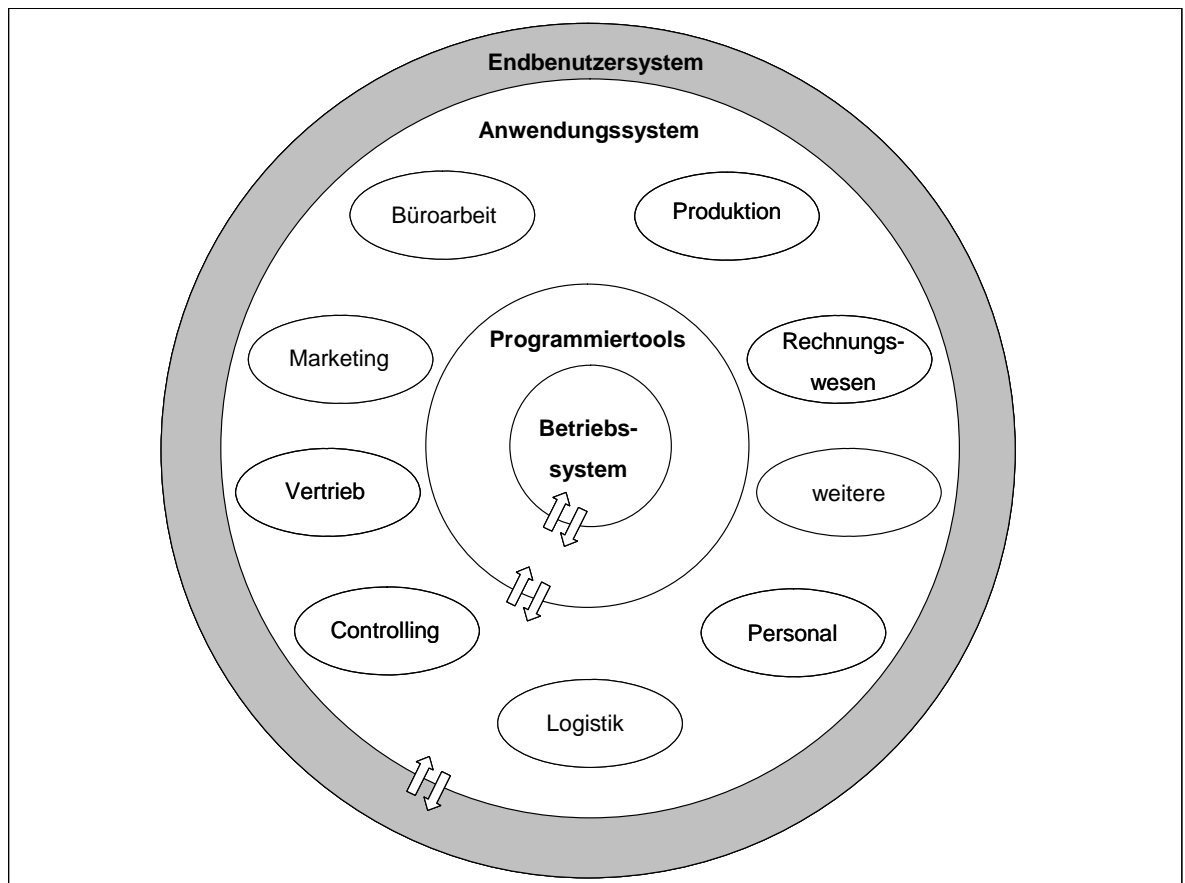 Endbenutzersystem
Anwendungssystem
Büroarbeit
Produktion
Programmiertools
Marketing
Rechnungs-
wesen
Betriebs-
system
Vertrieb
weitere
Controlling
Personal
Logistik